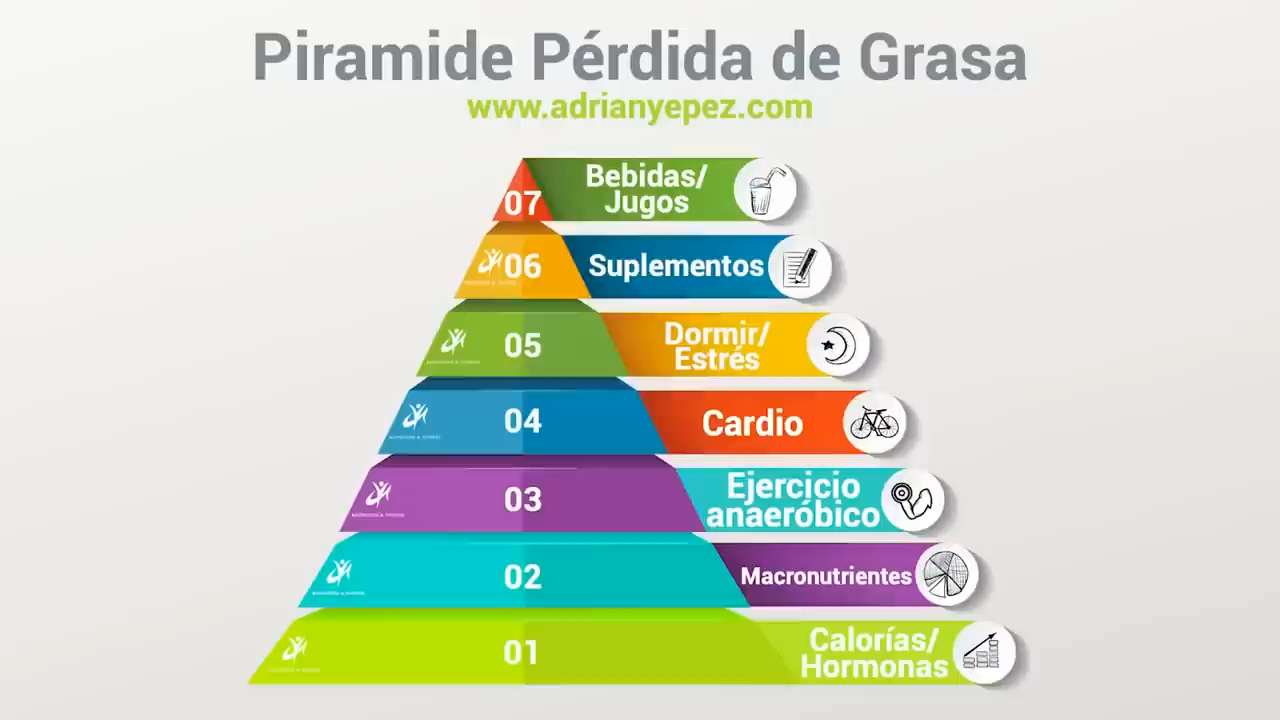 Piramide Pérdida de Grasa
www.adrianyepez.com
07
Bebidas/
Jugos
06
Suplementos
05
Dormir/
Estrés
04
Cardio
03
Ejercicio
anaeróbico
02
Macronutrientes
01
Calorías/
Hormonas